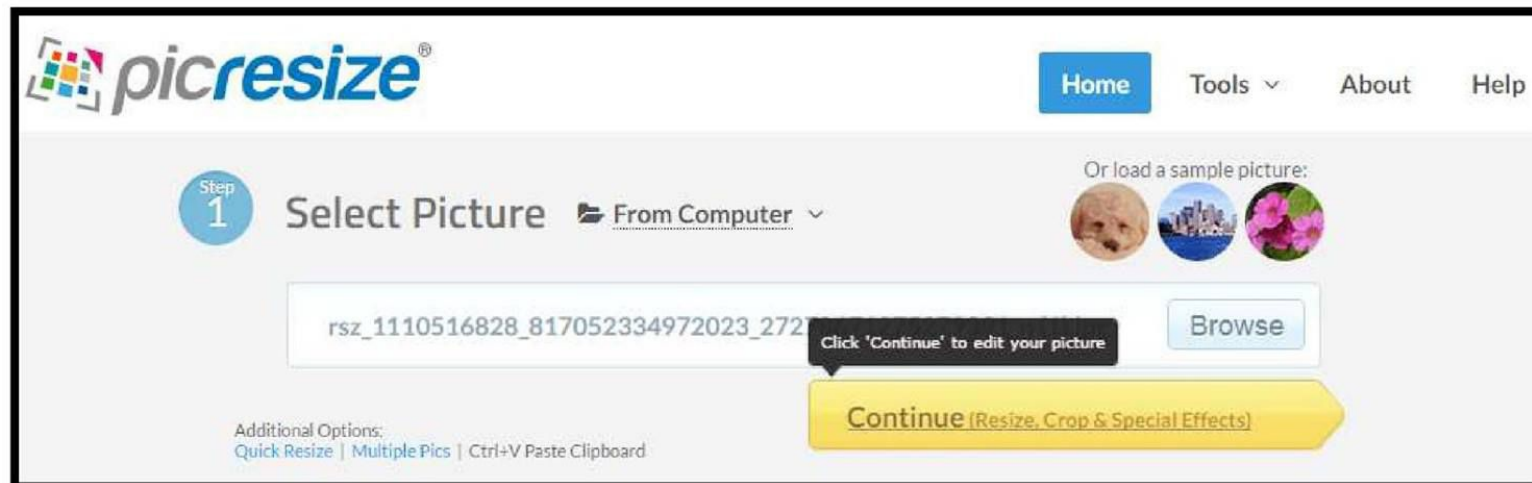 picresize®
Home Tools About Help
Or load a sample picture:
Step
1
Select Picture From Computer
rsz_1110516828_817052334972023_272
Browse
Click 'Continue' to edit your picture
Continue (Resize, Crop & Special Effects)
Additional Options:
Quick Resize | Multiple Pics | Ctrl+V Paste Clipboard